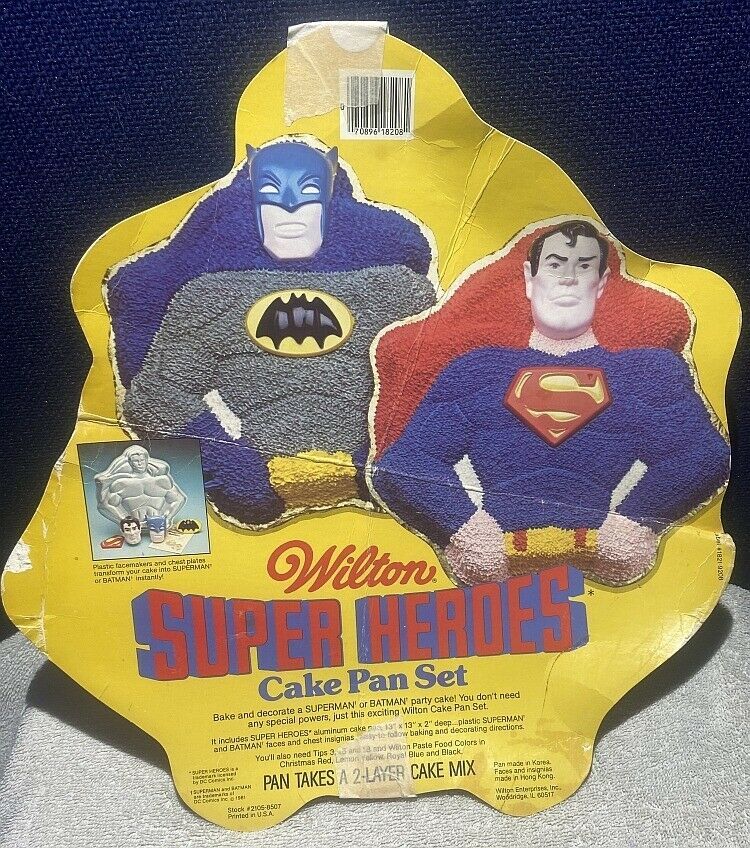 0 70896 18208
Plastic facemakers and chest plates
transform your cake into SUPERMAN†
or BATMAN† instantly!
Wilton®
SUPER HEROES*
Cake Pan Set
Bake and decorate a SUPERMAN† or BATMAN† party cake! You don't need
any special powers, just this exciting Wilton Cake Pan Set.
It includes SUPER HEROES* aluminum cake pan, 13" x 13" x 2" deep...plastic SUPERMAN†
and BATMAN† faces and chest insignias, easy-to-follow baking and decorating directions.
You'll also need Tips 3, and 18 and Wilton Paste Food Colors in
Christmas Red, Lemon Yellow, Royal Blue and Black.
PAN TAKES A 2-LAYER CAKE MIX
*SUPER HEROES is a
trademark licensed
by DC Comics Inc.
†SUPERMAN and BATMAN
are trademarks of
DC Comics Inc. © 1981
Stock #2105-8507
Printed in U.S.A.
Pan made in Korea.
Faces and insignias
made in Hong Kong.
Wilton Enterprises, Inc.,
Woodridge, IL 60517